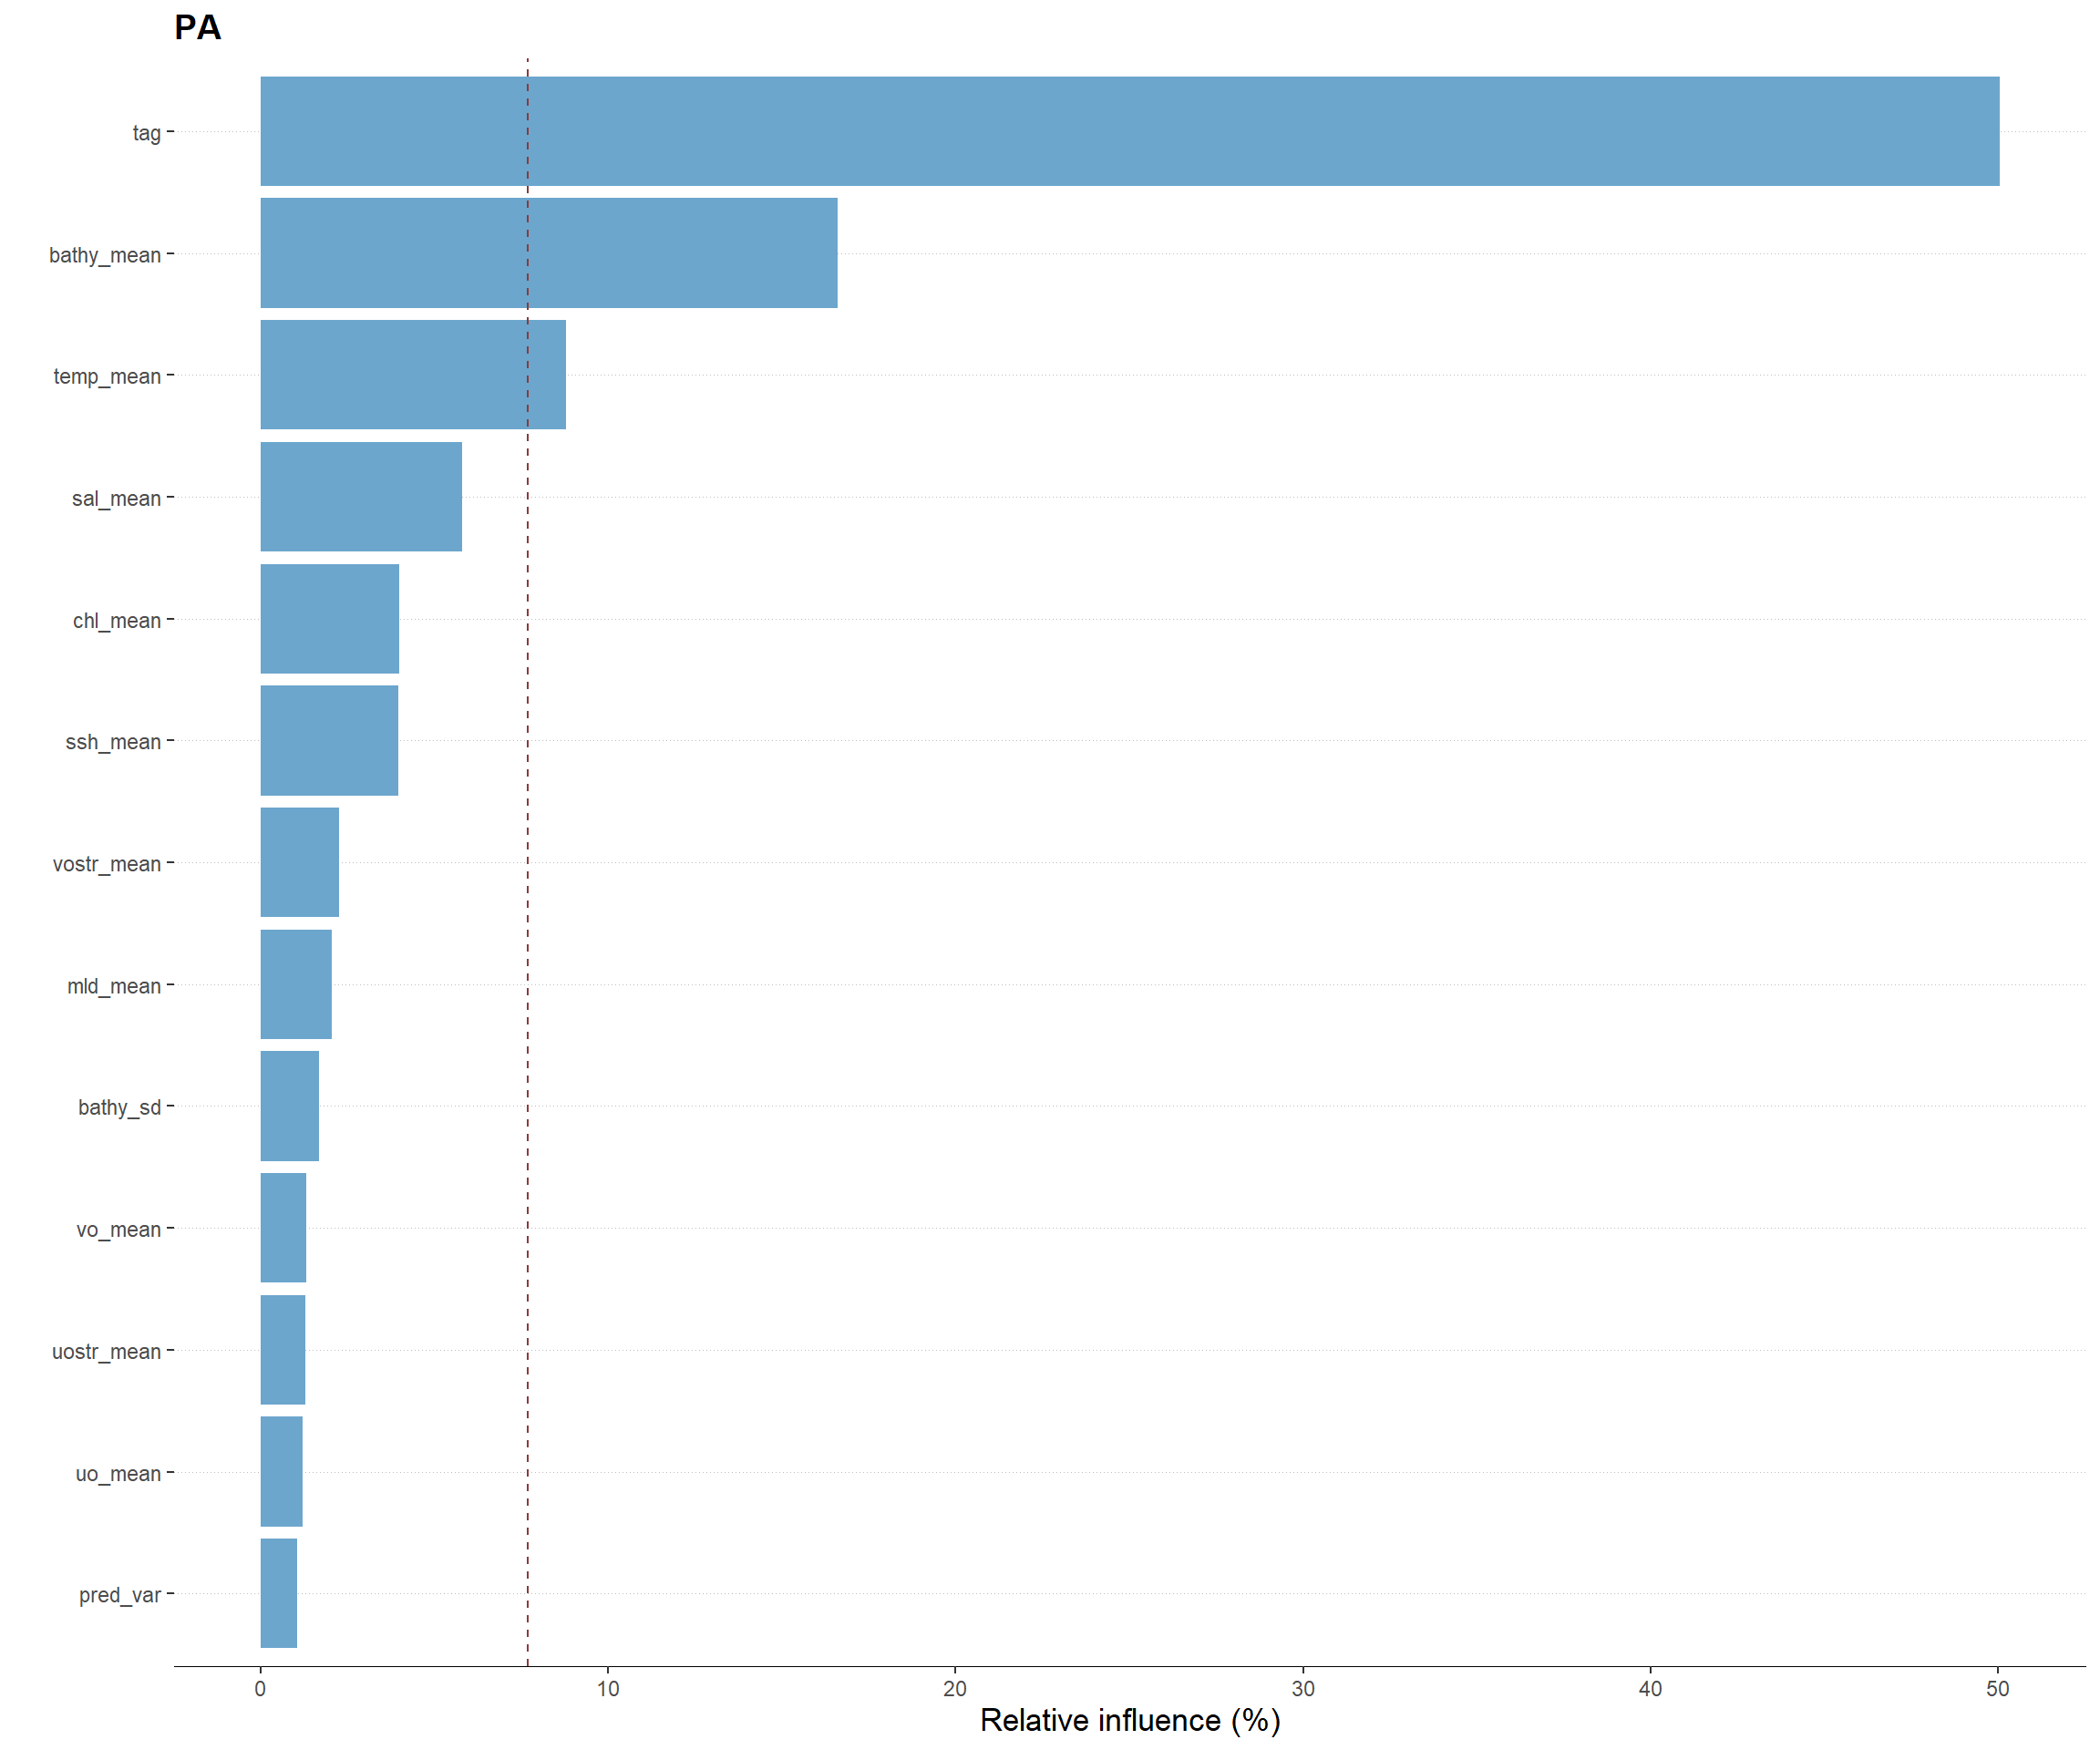 PA
tag
bathy_mean
temp_mean
sal_mean
chl_mean
ssh_mean
vostr_mean
mld_mean
bathy_sd
vo_mean
uostr_mean
uo_mean
pred_var
0 10 20 30 40 50
Relative influence (%)